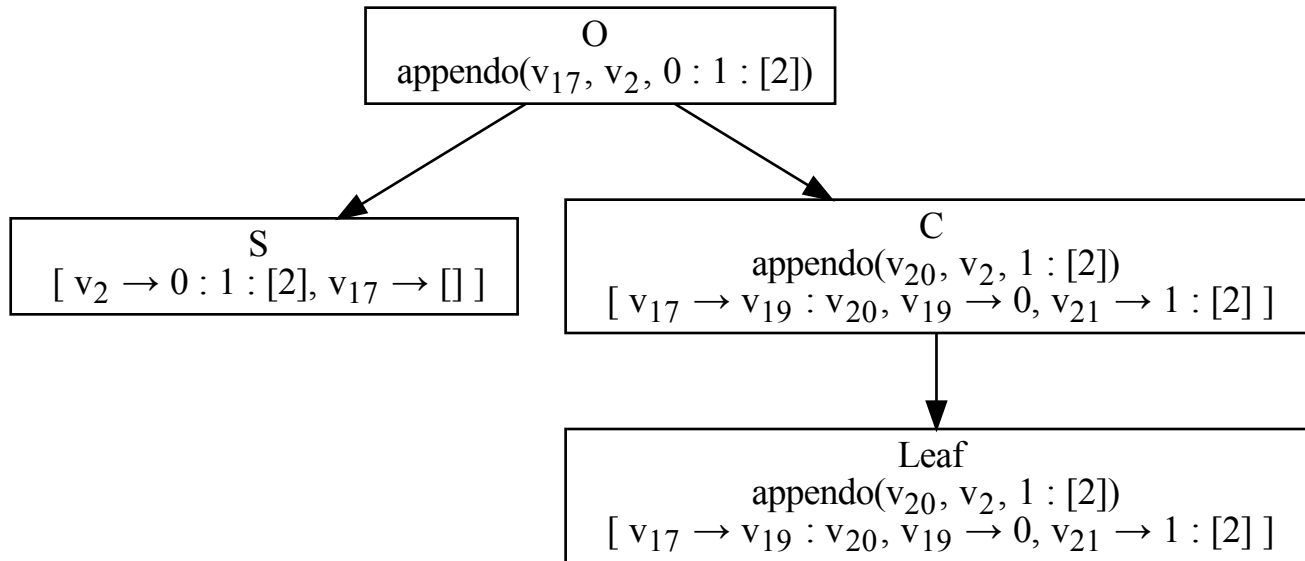 O
appendo(v₁₇, v₂, 0 : 1 : [2])
S
[ v₂ → 0 : 1 : [2], v₁₇ → [] ]
C
appendo(v₂₀, v₂, 1 : [2])
[ v₁₇ → v₁₉ : v₂₀, v₁₉ → 0, v₂₁ → 1 : [2] ]
Leaf
appendo(v₂₀, v₂, 1 : [2])
[ v₁₇ → v₁₉ : v₂₀, v₁₉ → 0, v₂₁ → 1 : [2] ]